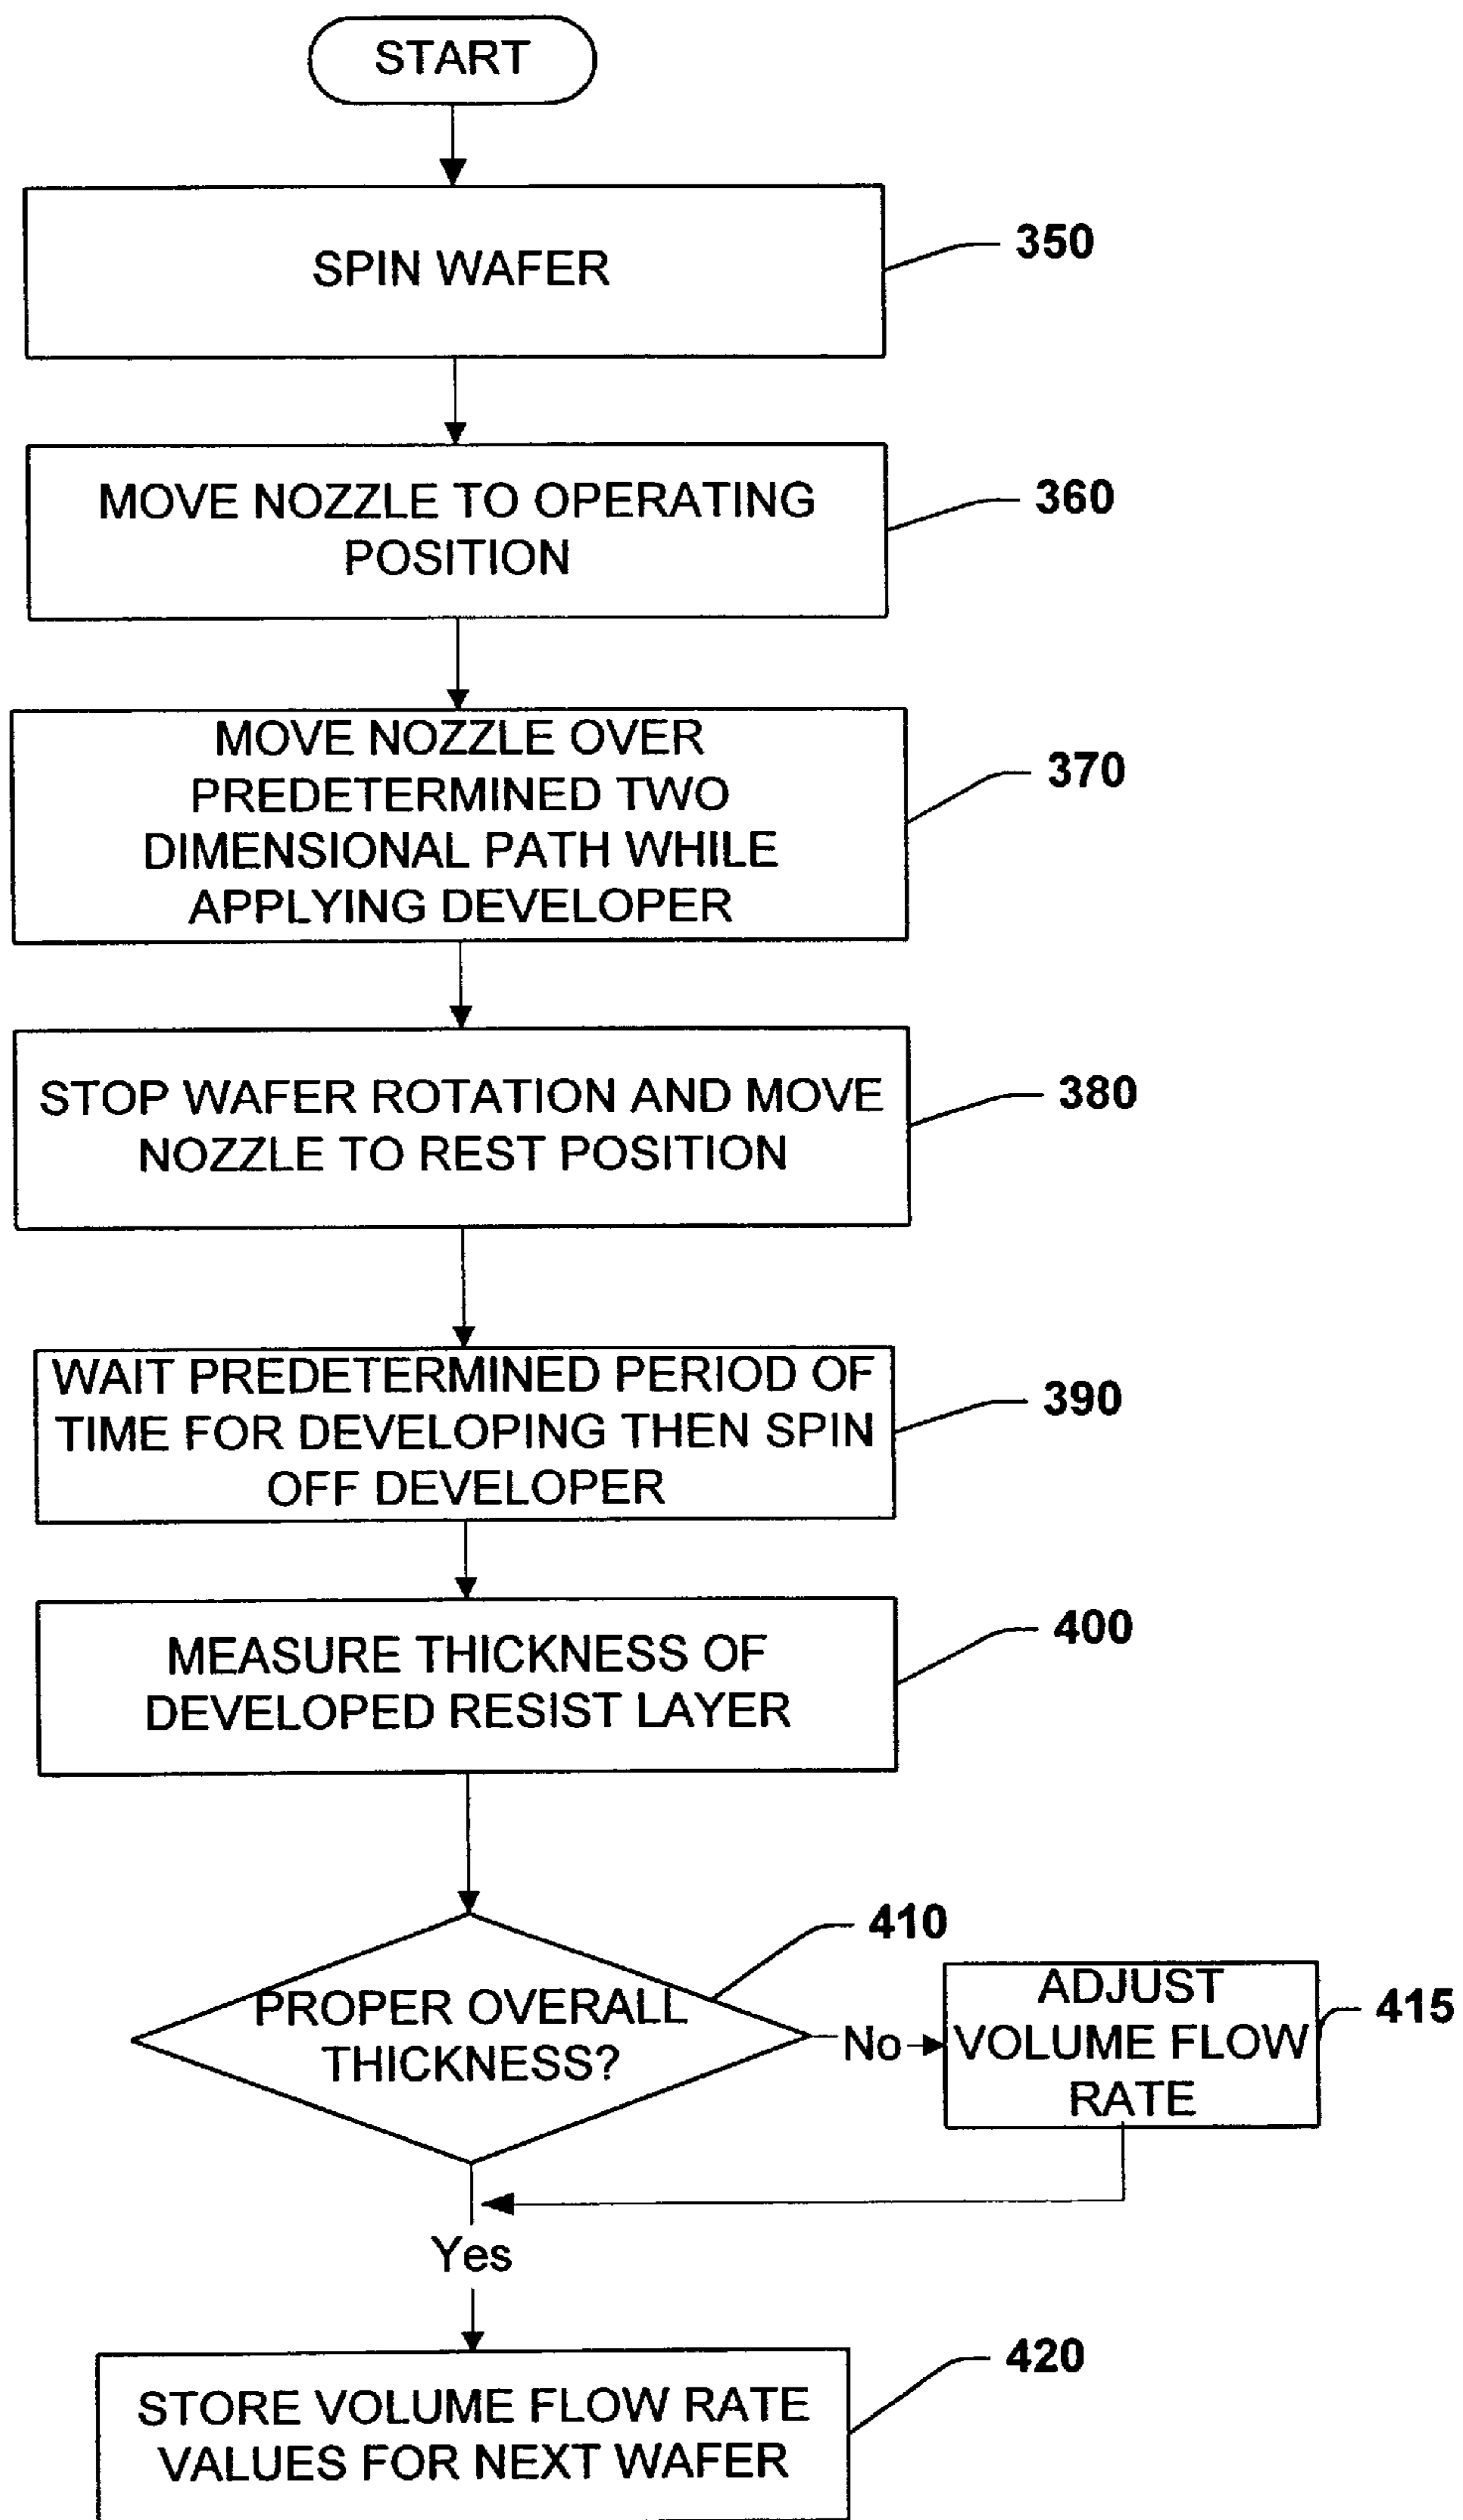 START
SPIN WAFER
350
MOVE NOZZLE TO OPERATING
POSITION
360
MOVE NOZZLE OVER
PREDETERMINED TWO
DIMENSIONAL PATH WHILE
APPLYING DEVELOPER
370
STOP WAFER ROTATION AND MOVE
NOZZLE TO REST POSITION
380
WAIT PREDETERMINED PERIOD OF
TIME FOR DEVELOPING THEN SPIN
OFF DEVELOPER
390
MEASURE THICKNESS OF
DEVELOPED RESIST LAYER
400
PROPER OVERALL
THICKNESS?
410
No
ADJUST
VOLUME FLOW
RATE
415
Yes
STORE VOLUME FLOW RATE
VALUES FOR NEXT WAFER
420